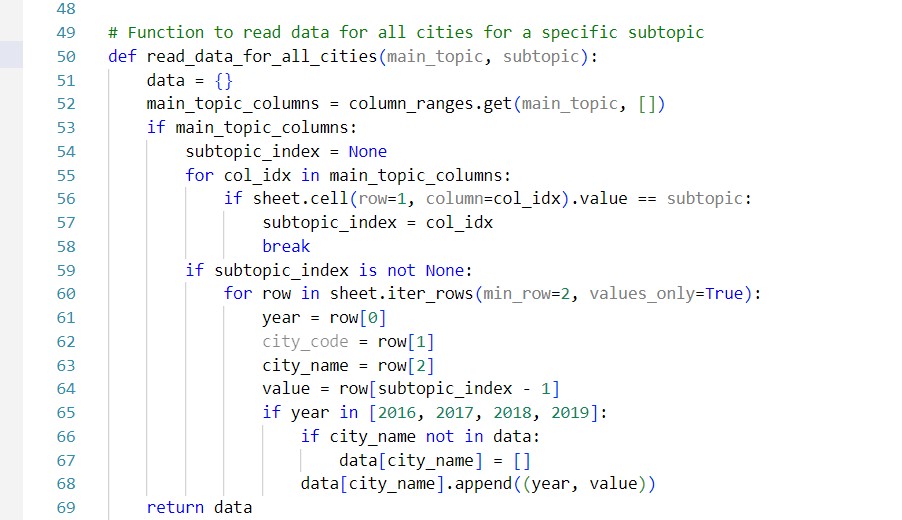 48
49 # Function to read data for all cities for a specific subtopic
50 def read_data_for_all_cities(main_topic, subtopic):
51     data = {}
52     main_topic_columns = column_ranges.get(main_topic, [])
53     if main_topic_columns:
54         subtopic_index = None
55         for col_idx in main_topic_columns:
56             if sheet.cell(row=1, column=col_idx).value == subtopic:
57                 subtopic_index = col_idx
58                 break
59         if subtopic_index is not None:
60             for row in sheet.iter_rows(min_row=2, values_only=True):
61                 year = row[0]
62                 city_code = row[1]
63                 city_name = row[2]
64                 value = row[subtopic_index - 1]
65                 if year in [2016, 2017, 2018, 2019]:
66                     if city_name not in data:
67                         data[city_name] = []
68                     data[city_name].append((year, value))
69     return data